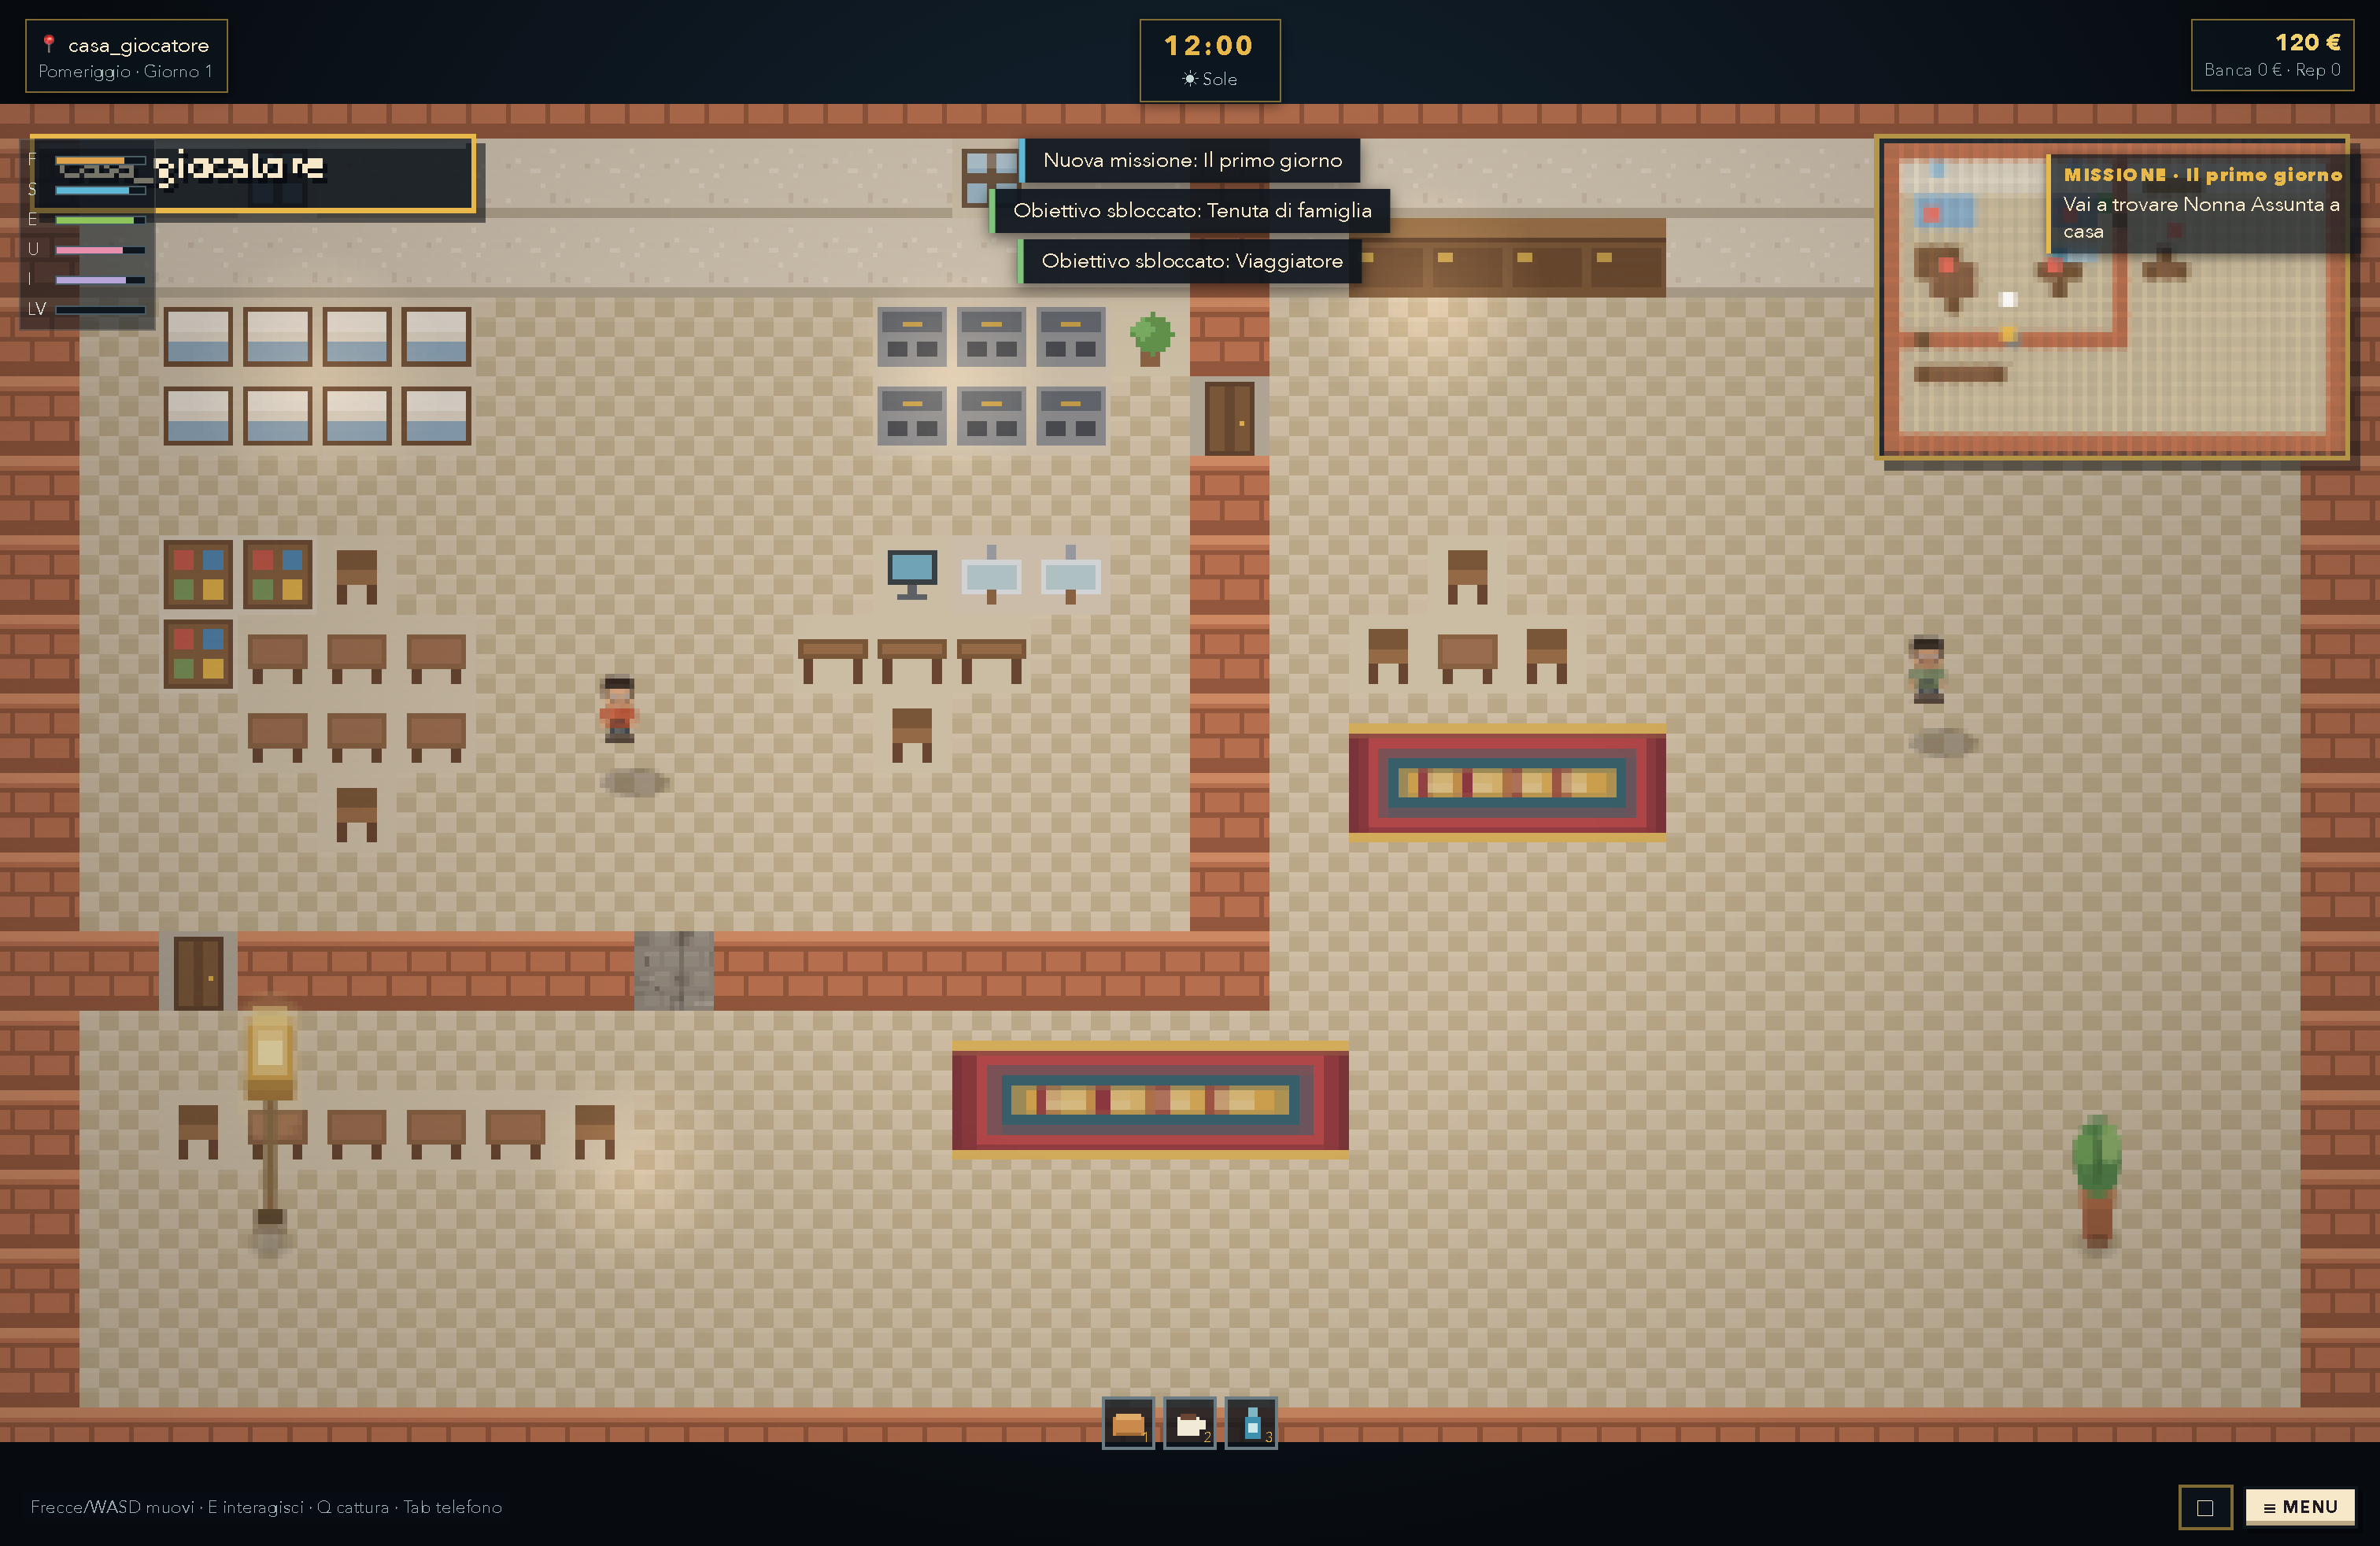 casa_giocatore
Pomeriggio · Giorno 1
12:00
Sole
120 €
Banca 0 € · Rep 0
giocatore
F
S
E
U
I
LV
Nuova missione: Il primo giorno
Obiettivo sbloccato: Tenuta di famiglia
Obiettivo sbloccato: Viaggiatore
MISSIONE · Il primo giorno
Vai a trovare Nonna Assunta a
casa
1
2
3
Frecce/WASD muovi · E interagisci · Q cattura · Tab telefono
≡ MENU